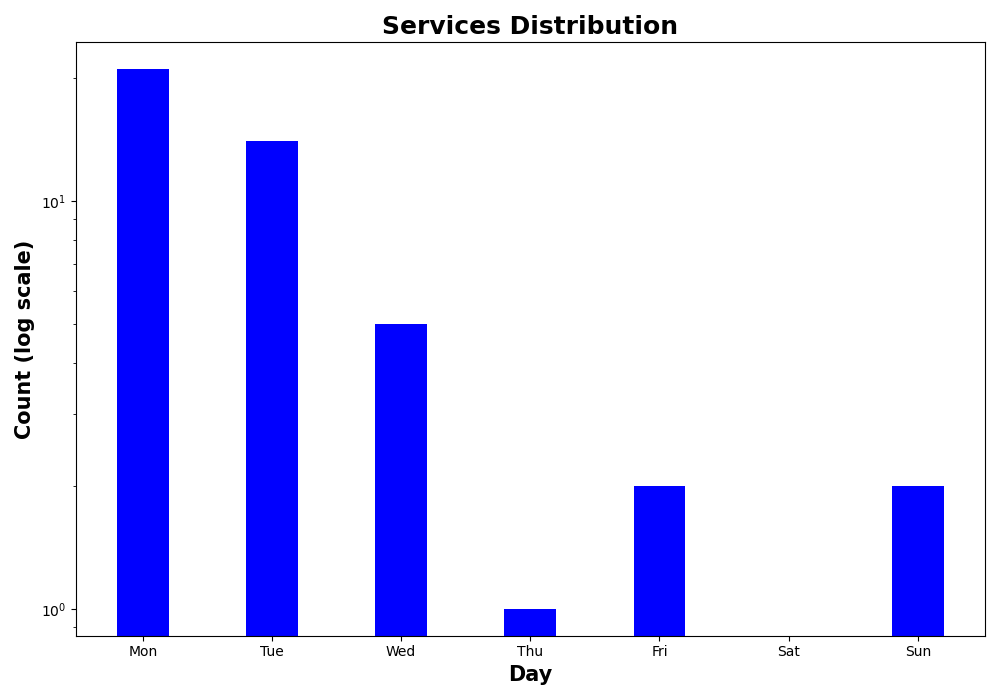 Services Distribution
Count (log scale)
10¹
10⁰
Mon Tue Wed Thu Fri Sat Sun
Day